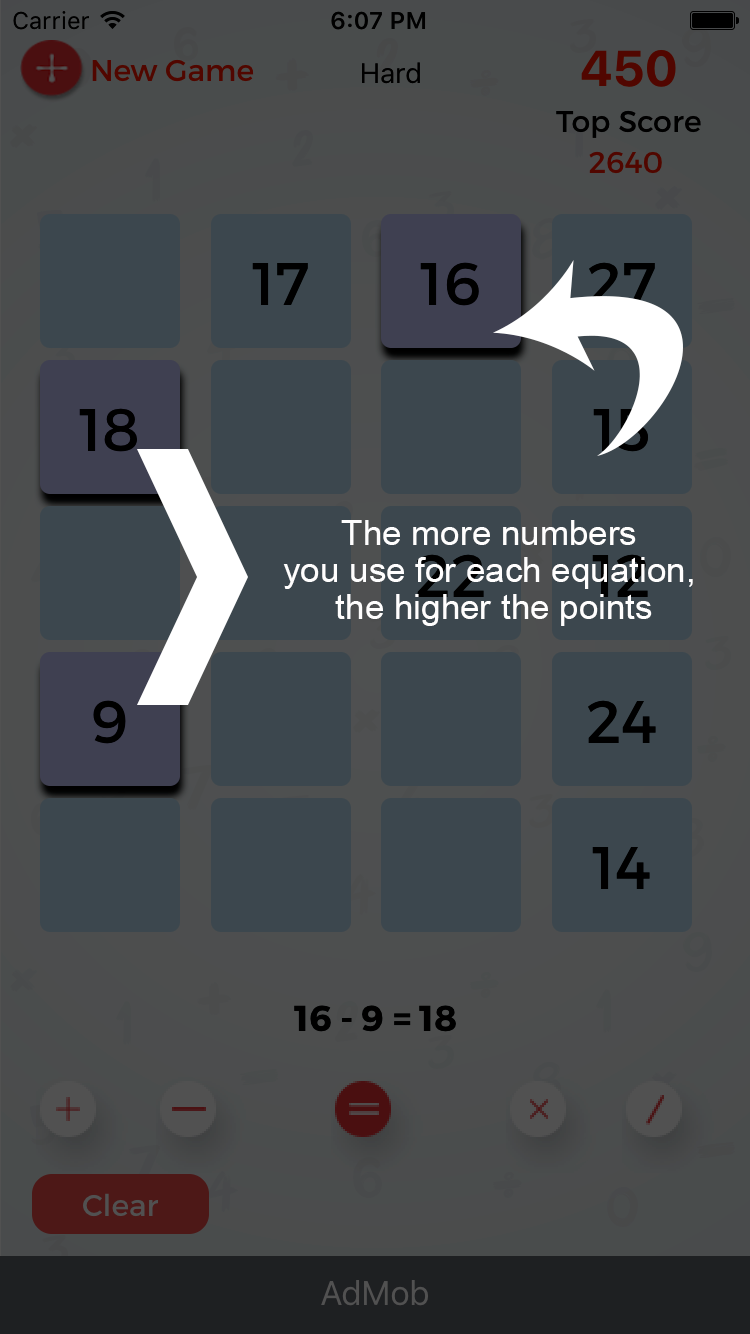 Carrier 6:07 PM
New Game Hard 450
Top Score
2640
17 16 27
18 15
The more numbers
you use for each equation,
the higher the points
22 12
9 24
14
16 - 9 = 18
+ − = × /
Clear
AdMob